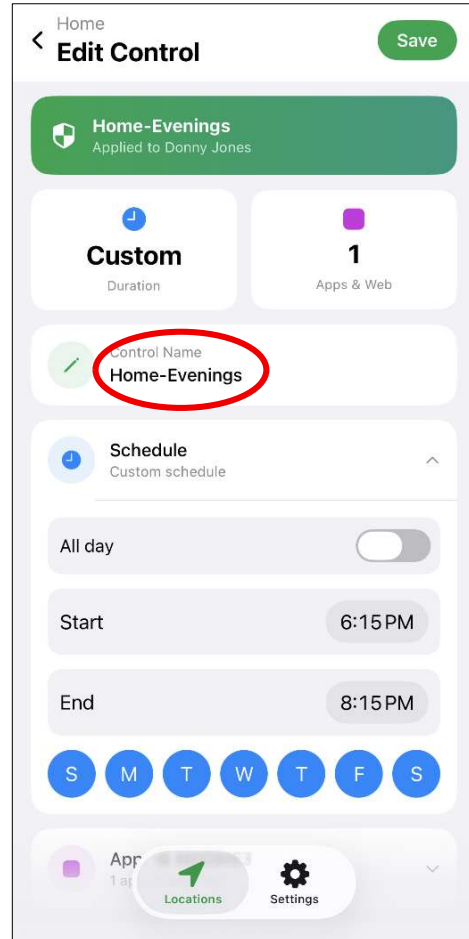 Home
Edit Control
Save
Home-Evenings
Applied to Donny Jones
Custom
Duration
1
Apps & Web
Control Name
Home-Evenings
Schedule
Custom schedule
All day
Start
6:15 PM
End
8:15 PM
S M T W T F S
Locations
Settings